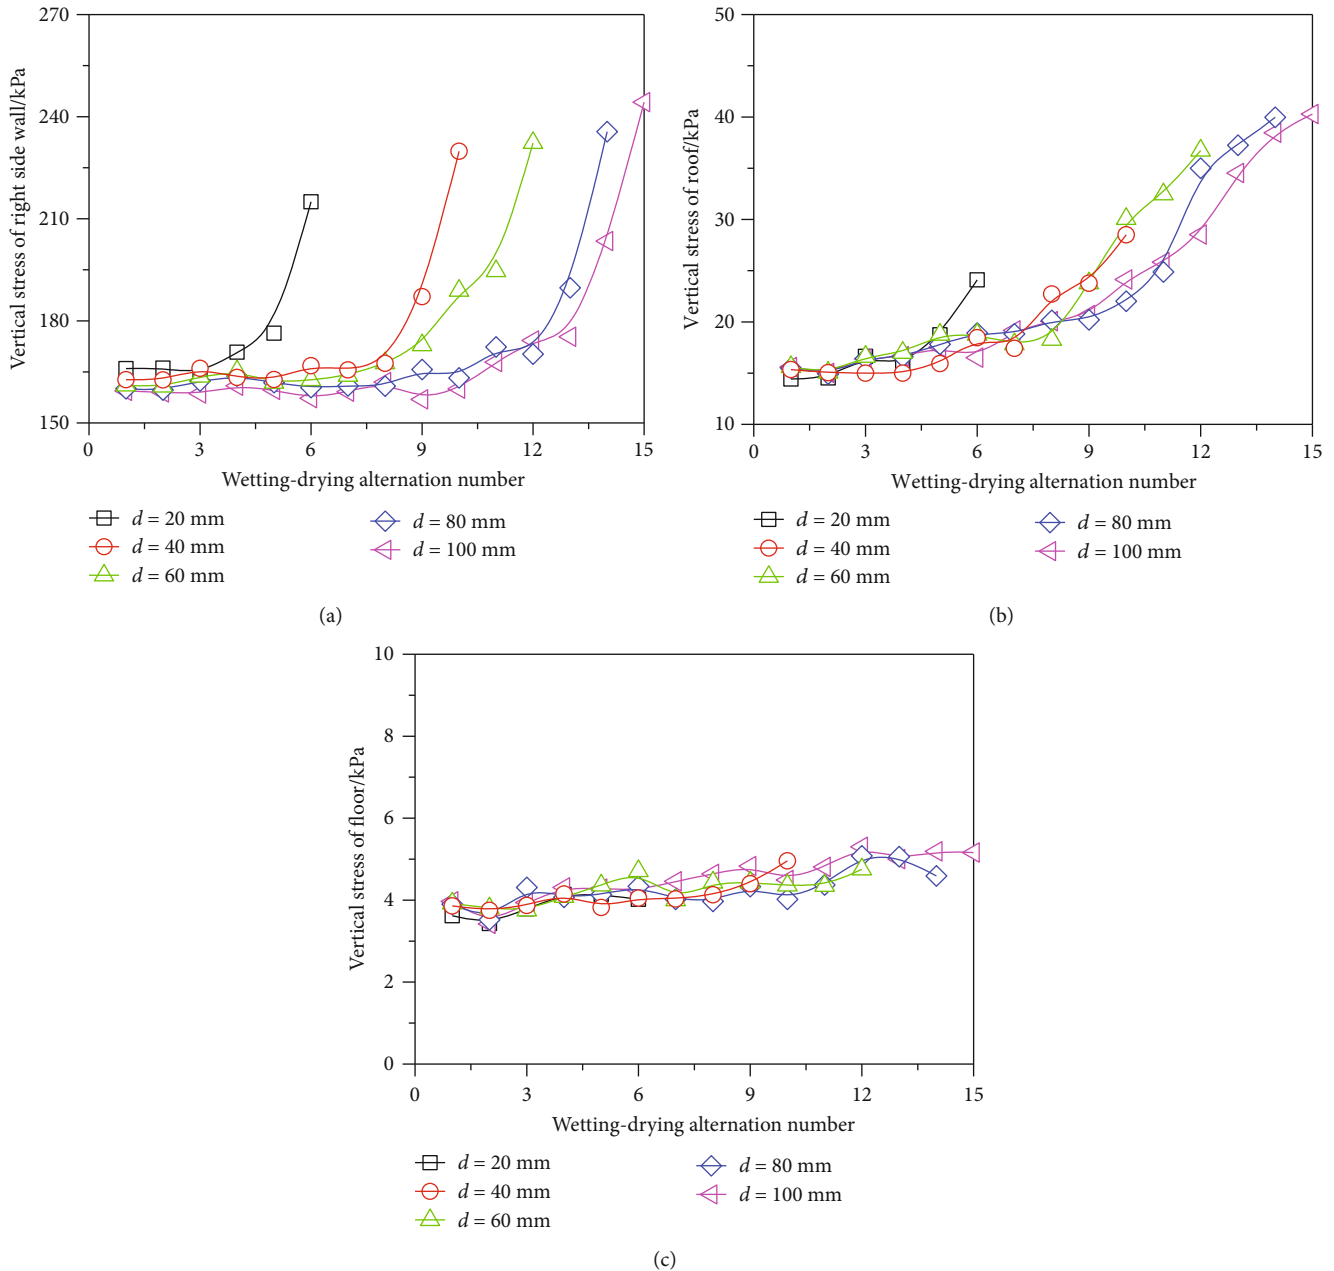 270
240
210
180
150
Vertical stress of right side wall/kPa
0
3
6
9
12
15
Wetting-drying alternation number
d = 20 mm
d = 40 mm
d = 60 mm
d = 80 mm
d = 100 mm
(a)
50
40
30
20
10
Vertical stress of roof/kPa
0
3
6
9
12
15
Wetting-drying alternation number
d = 20 mm
d = 40 mm
d = 60 mm
d = 80 mm
d = 100 mm
(b)
10
8
6
4
2
0
Vertical stress of floor/kPa
0
3
6
9
12
15
Wetting-drying alternation number
d = 20 mm
d = 40 mm
d = 60 mm
d = 80 mm
d = 100 mm
(c)